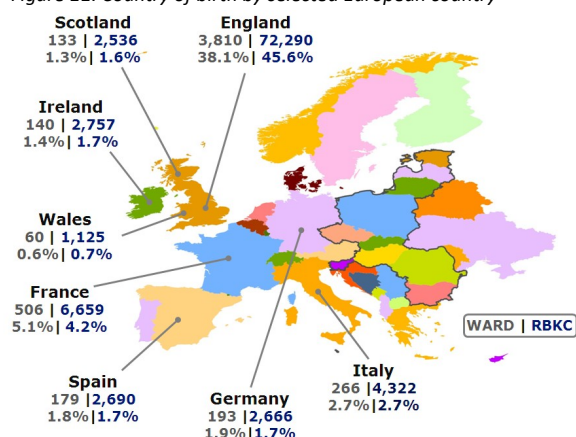 Scotland
133 | 2,536
1.3%| 1.6%
England
3,810 | 72,290
38.1% | 45.6%
Ireland
140 | 2,757
1.4%| 1.7%
Wales
60 | 1,125
0.6%| 0.7%
France
506 | 6,659
5.1%| 4.2%
Spain
179 |2,690
1.8%|1.7%
Germany
193 |2,666
1.9%|1.7%
Italy
266 |4,322
2.7%|2.7%
WARD | RBKC